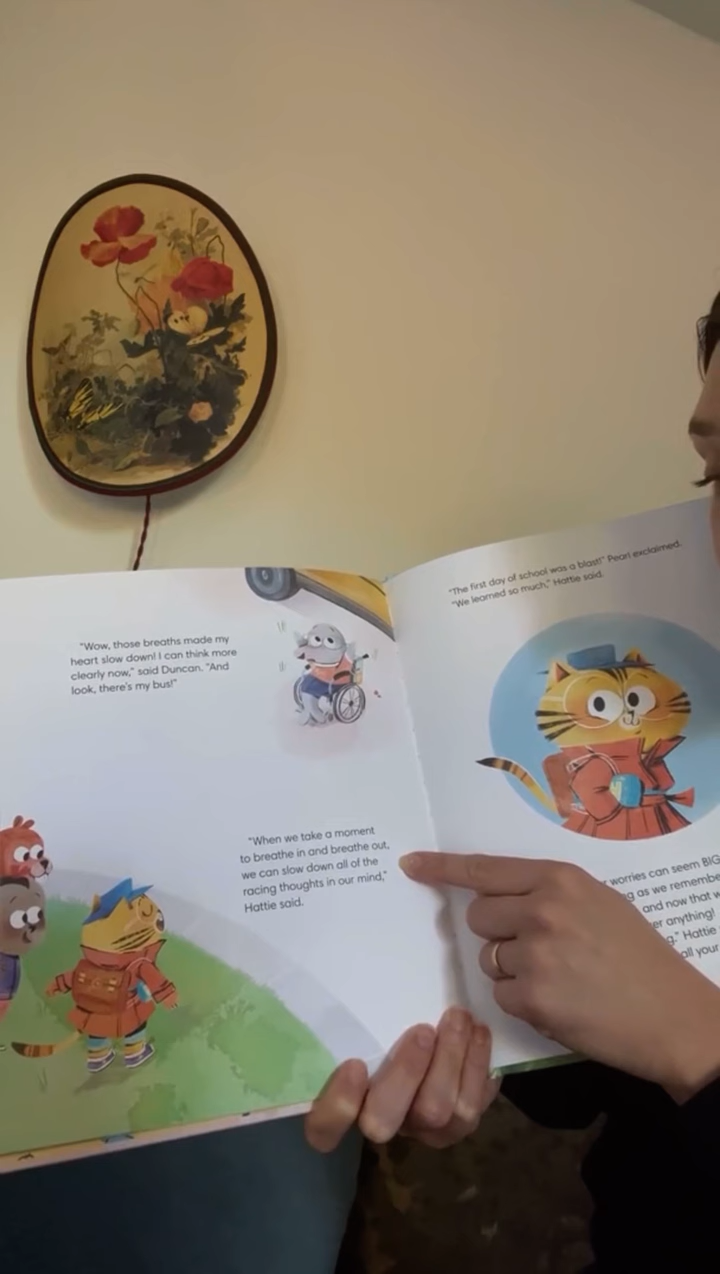 "Wow, those breaths made my
heart slow down! I can think more
clearly now," said Duncan. "And
look, there's my bus!"
"When we take a moment
to breathe in and breathe out,
we can slow down all of the
racing thoughts in our mind,"
Hattie said.
"The first day of school was a blast!" Pearl exclaimed.
"We learned so much," Hattie said.
worries can seem BIG
as we remembe
and now that w
anything!
Hattie
all your